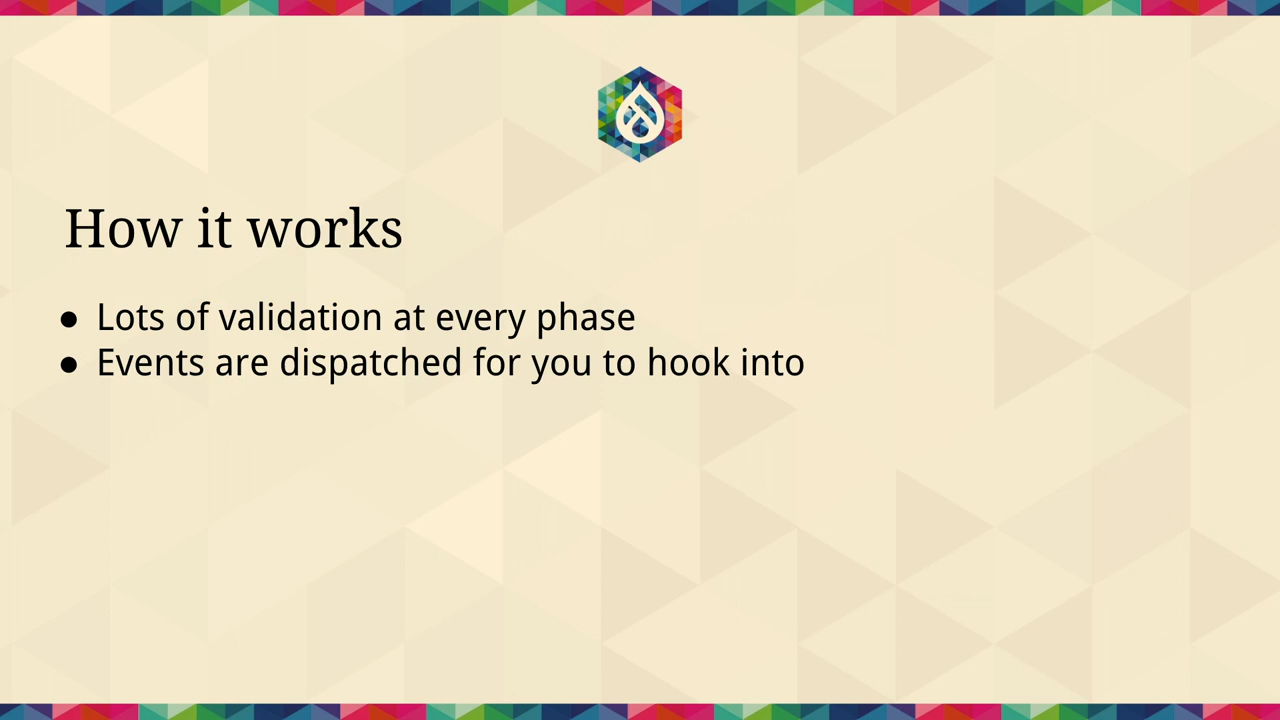 How it works
● Lots of validation at every phase
● Events are dispatched for you to hook into